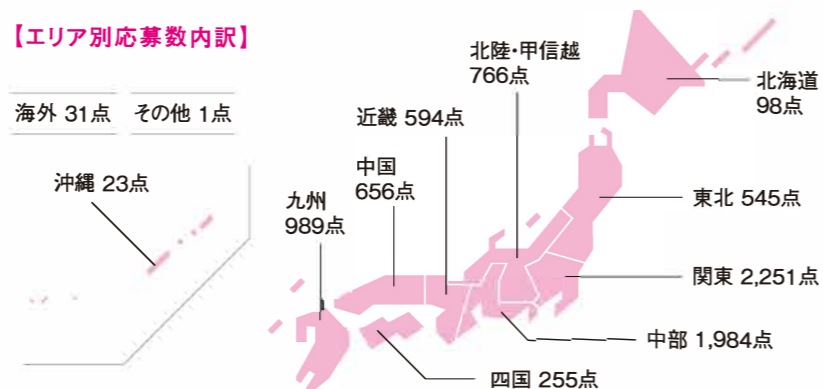 【エリア別応募数内訳】
海外 31点
その他 1点
沖縄 23点
九州
989点
中国
656点
近畿 594点
北陸・甲信越
766点
北海道
98点
東北 545点
関東 2,251点
中部 1,984点
四国 255点